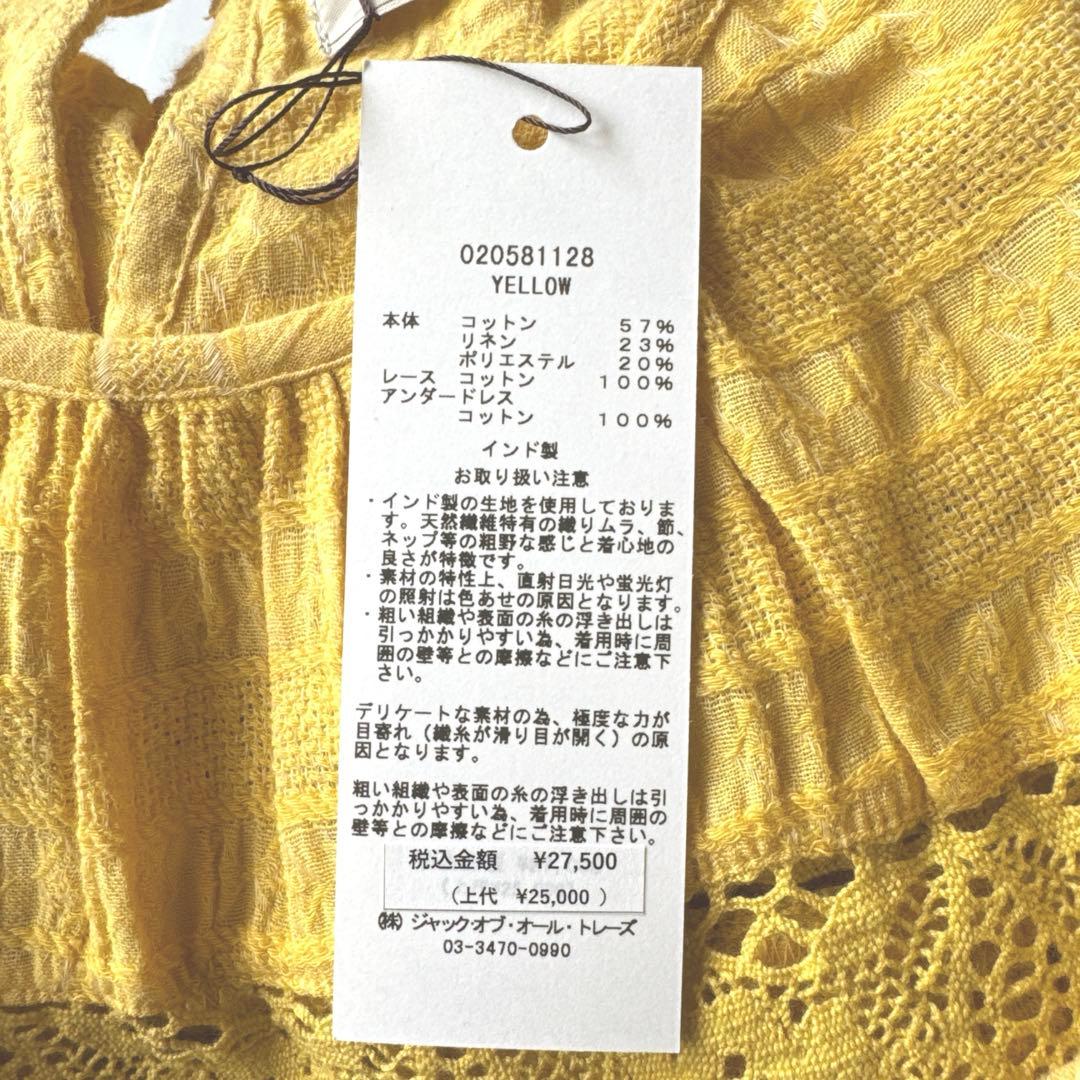 020581128
YELLOW
本体 コットン 57%
リネン 23%
ポリエステル 20%
レース コットン 100%
アンダードレス
コットン 100%
インド製
お取り扱い注意
・インド製の生地を使用しておりま
す。天然繊維特有の織りムラ、節、
ネップ等の粗野な感じと着心地の
良さが特徴です。
・素材の特性上、直射日光や蛍光灯
の照射は色あせの原因となります。
・粗い組織や表面の糸の浮き出しは
引っかかりやすい為、着用時に周
囲の壁等との摩擦などにご注意下
さい。
デリケートな素材の為、極度な力が
目寄れ（織糸が滑り目が開く）の原
因となります。
粗い組織や表面の糸の浮き出しは引
っかかりやすい為、着用時に周囲の
壁等との摩擦などにご注意下さい。
税込金額 ¥27,500
（上代 ¥25,000 ）
㈱ ジャック・オブ・オール・トレーズ
03-3470-0990